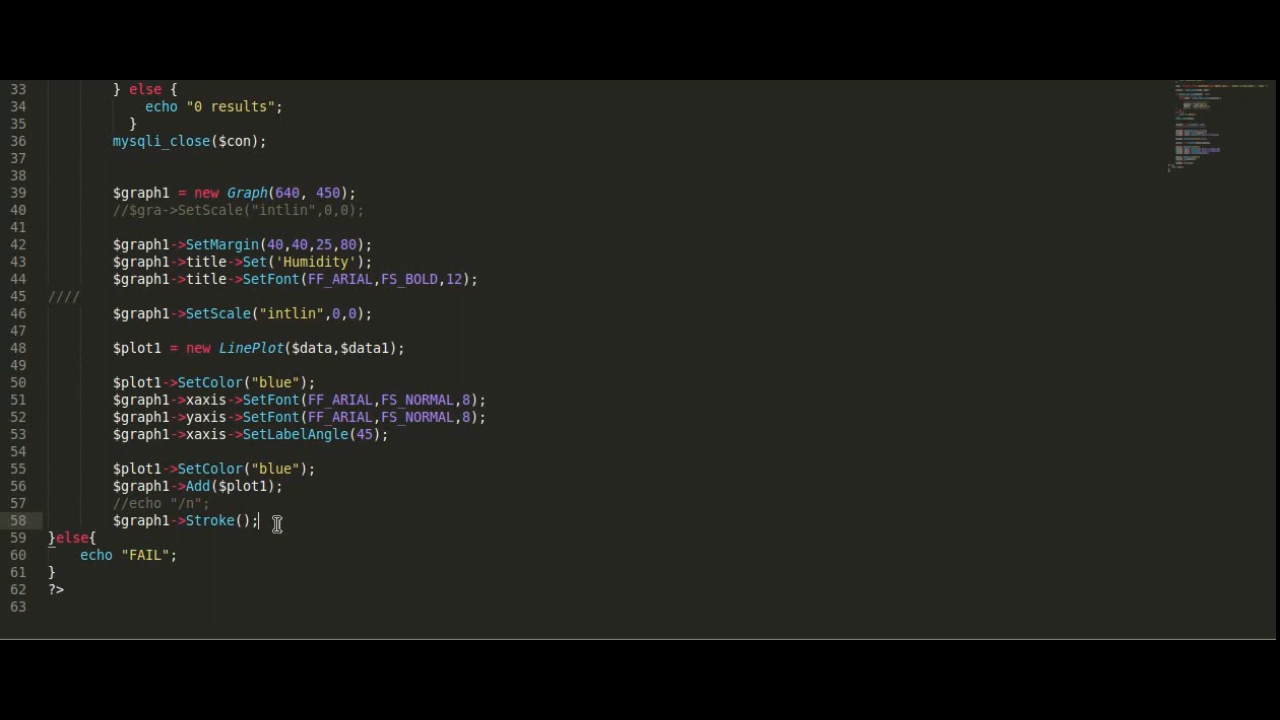 33 } else {
34 echo "0 results";
35 }
36 mysqli_close($con);
37
38
39 $graph1 = new Graph(640, 450);
40 //$gra->SetScale("intlin",0,0);
41
42 $graph1->SetMargin(40,40,25,80);
43 $graph1->title->Set('Humidity');
44 $graph1->title->SetFont(FF_ARIAL,FS_BOLD,12);
45 ////
46 $graph1->SetScale("intlin",0,0);
47
48 $plot1 = new LinePlot($data,$data1);
49
50 $plot1->SetColor("blue");
51 $graph1->xaxis->SetFont(FF_ARIAL,FS_NORMAL,8);
52 $graph1->yaxis->SetFont(FF_ARIAL,FS_NORMAL,8);
53 $graph1->xaxis->SetLabelAngle(45);
54
55 $plot1->SetColor("blue");
56 $graph1->Add($plot1);
57 //echo "/n";
58 $graph1->Stroke();
59 }else{
60 echo "FAIL";
61 }
62 ?>
63